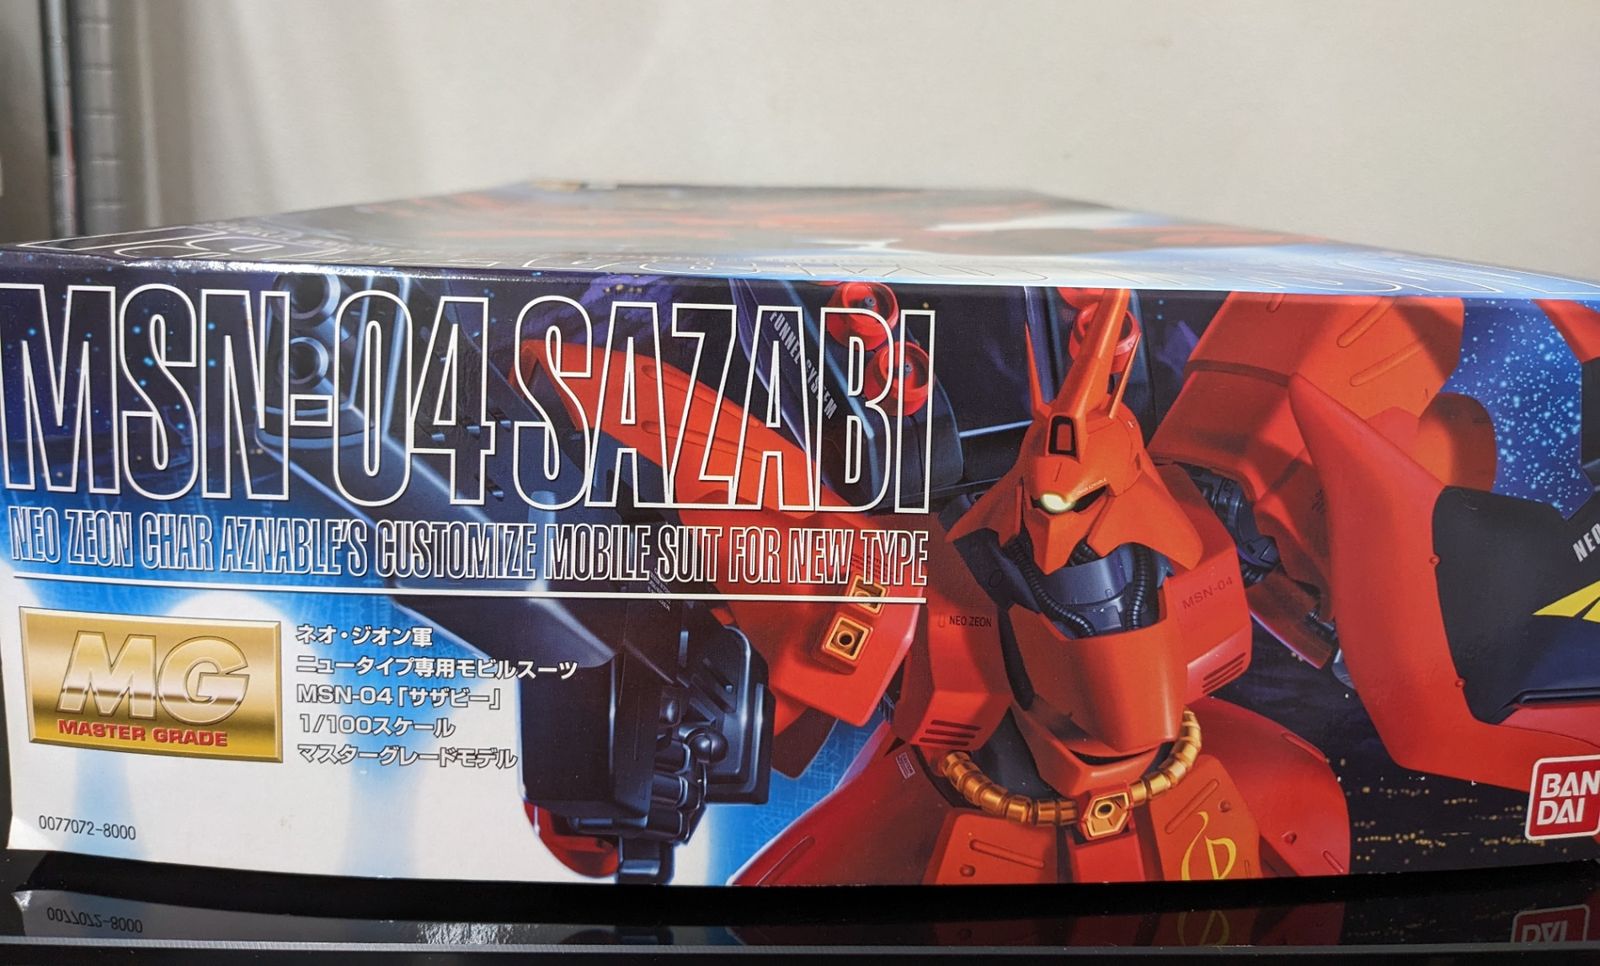 MSN-04 SAZABI
NEO ZEON CHAR AZNABLE'S CUSTOMIZE MOBILE SUIT FOR NEW TYPE
MG
MASTER GRADE
ネオ・ジオン軍
ニュータイプ専用モビルスーツ
MSN-04「サザビー」
1/100スケール
マスターグレードモデル
0077072-8000
FUNNEL SYSTEM
NEO ZEON
MSN-04
NEO
BAN
DAI